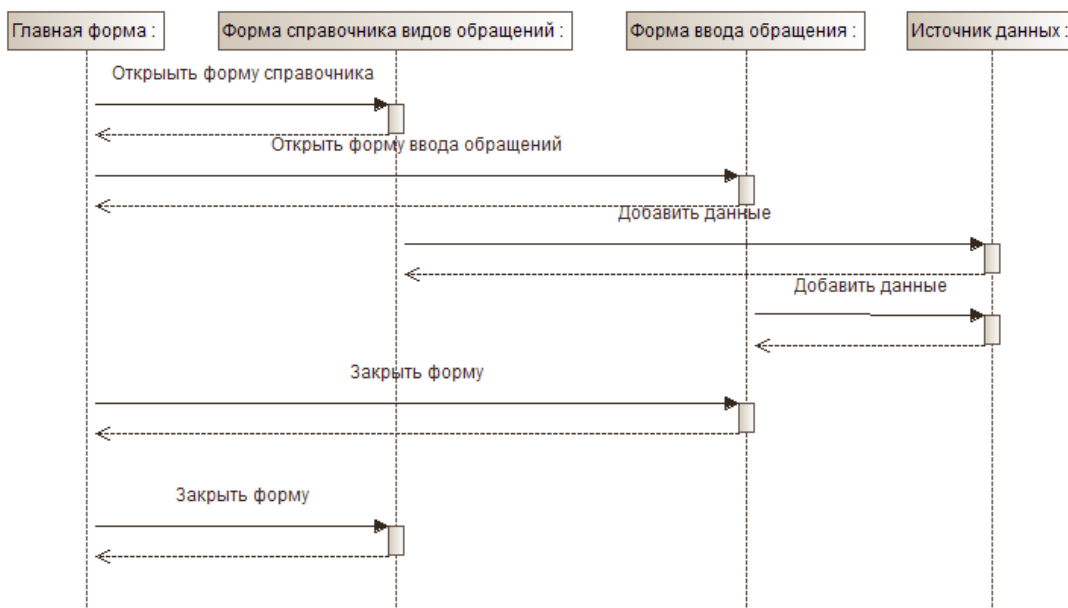 Главная форма :
Форма справочника видов обращений :
Форма ввода обращения :
Источник данных :
Открыыть форму справочника
Открыть форму ввода обращений
Добавить данные
Добавить данные
Закрыть форму
Закрыть форму